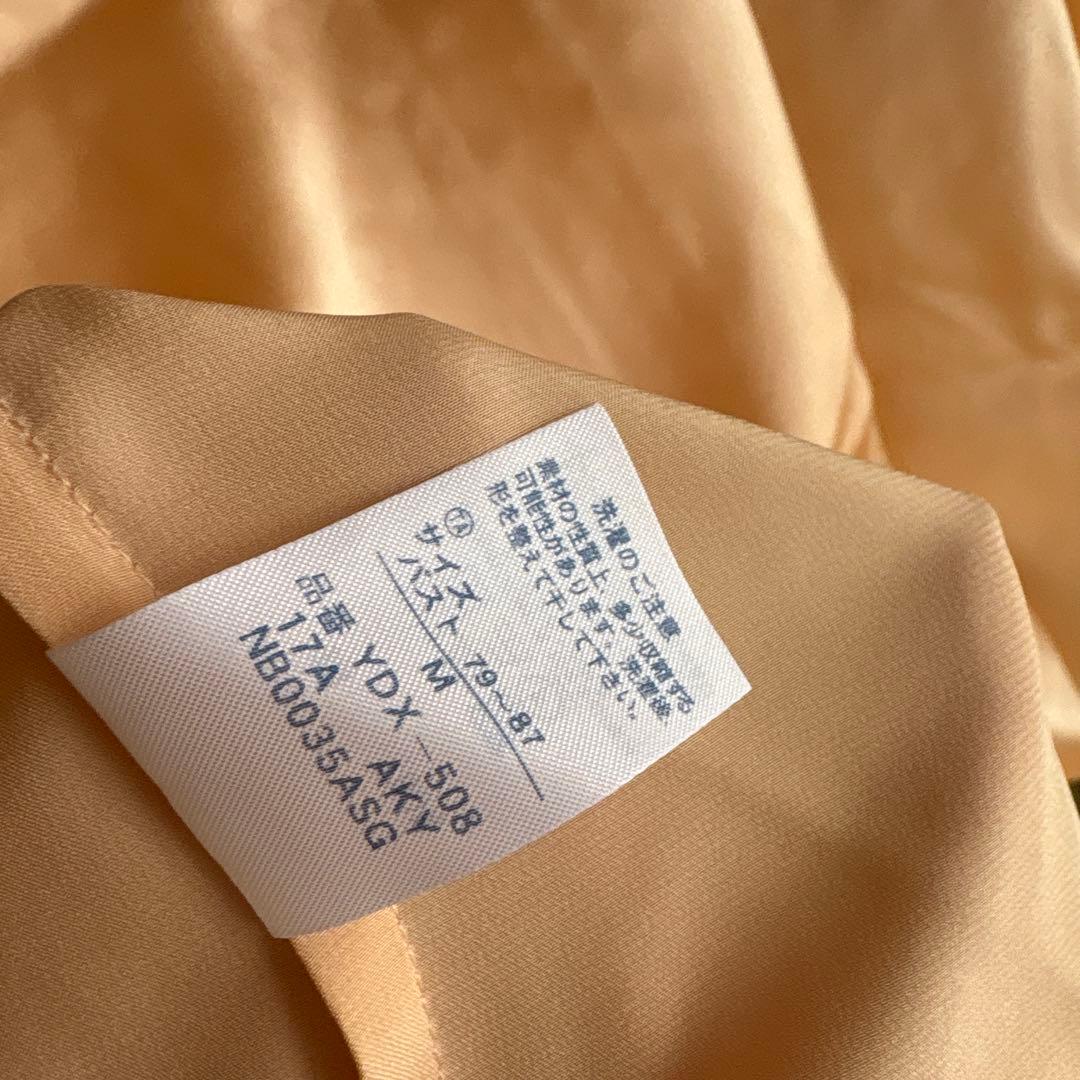 洗濯のご注意
素材の性質上、多少収縮する
可能性があります。洗濯後
形を整えて干して下さい。
サイズ M
バスト 79～87
品番 YDX-508
17A AKY
NB0035ASG